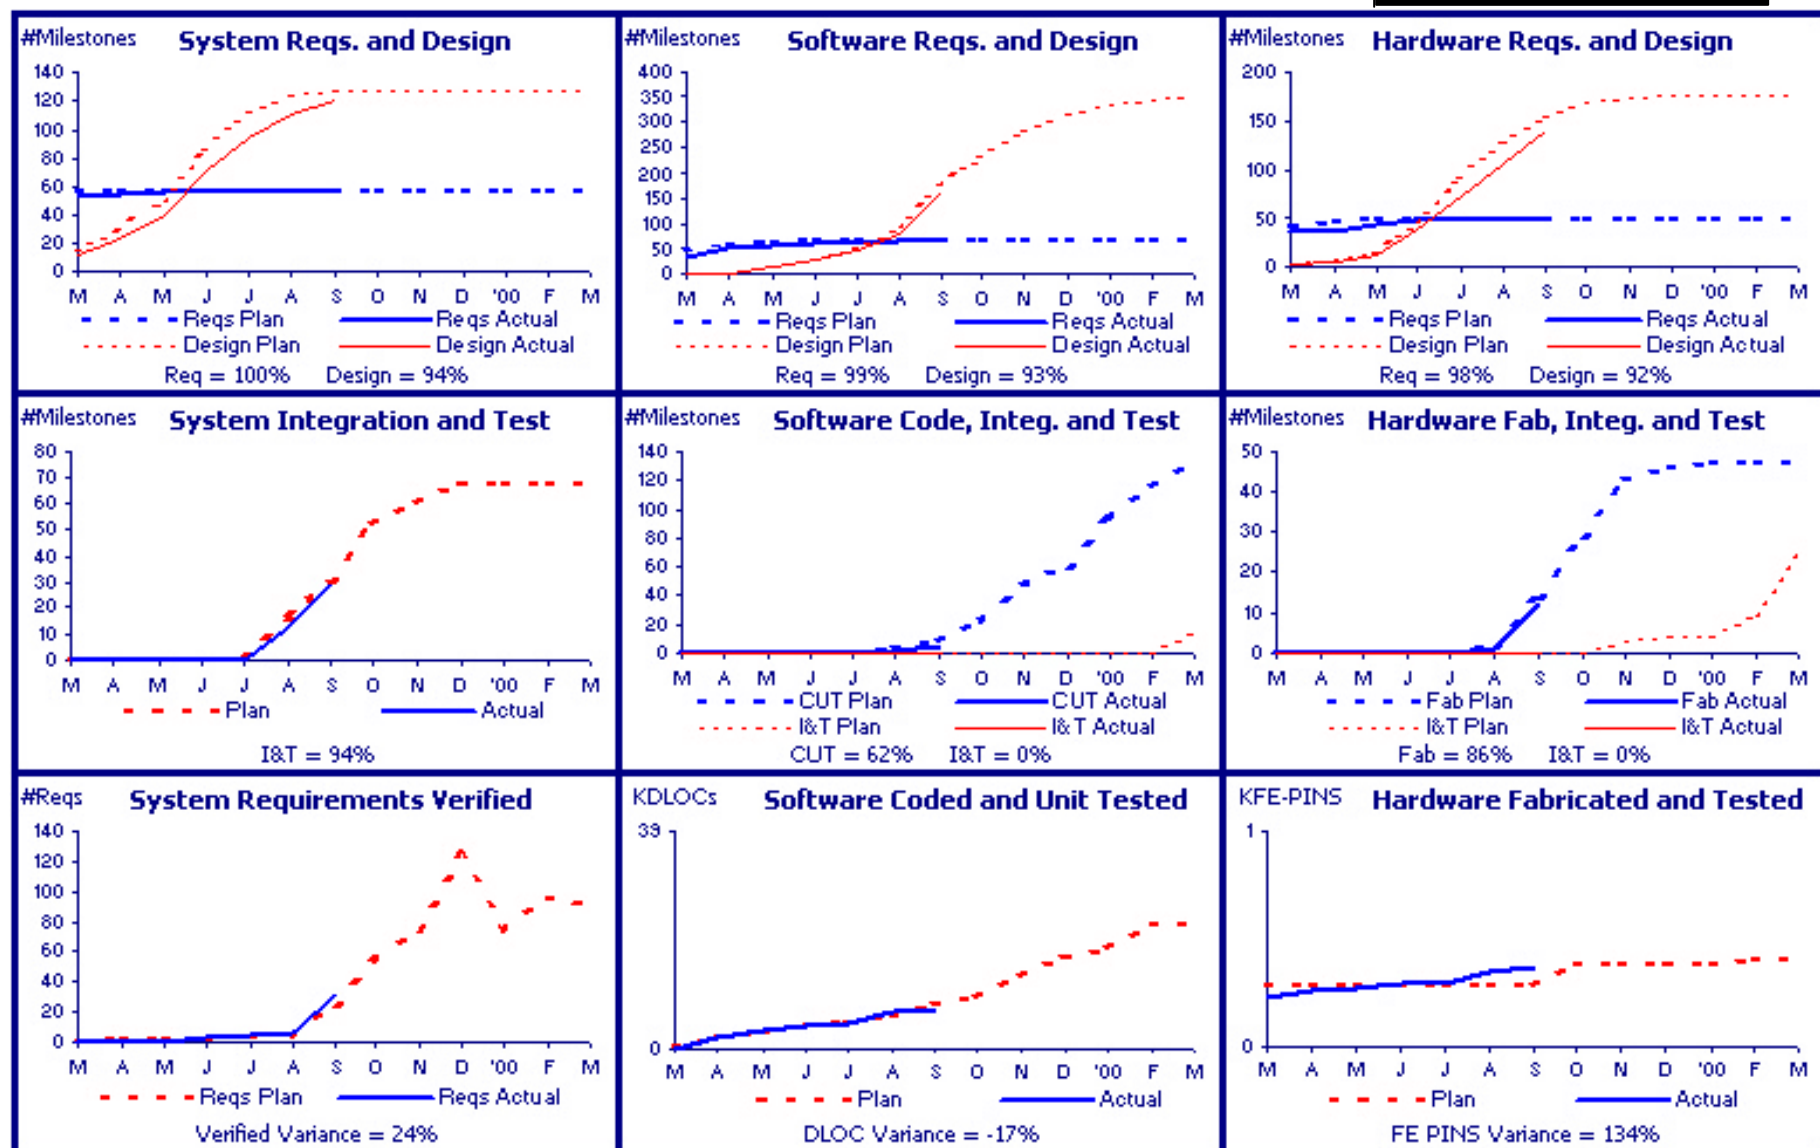 #Milestones System Reqs. and Design
140
120
100
80
60
40
20
0
M A M J J A S O N D '00 F M
Reqs Plan Reqs Actual
Design Plan Design Actual
Req = 100% Design = 94%
#Milestones Software Reqs. and Design
400
350
300
250
200
150
100
50
0
M A M J J A S O N D '00 F M
Reqs Plan Reqs Actual
Design Plan Design Actual
Req = 99% Design = 93%
#Milestones Hardware Reqs. and Design
200
150
100
50
0
M A M J J A S O N D '00 F M
Reqs Plan Reqs Actual
Design Plan Design Actual
Req = 98% Design = 92%
#Milestones System Integration and Test
80
70
60
50
40
30
20
10
0
M A M J J A S O N D '00 F M
Plan Actual
I&T = 94%
#Milestones Software Code, Integ. and Test
140
120
100
80
60
40
20
0
M A M J J A S O N D '00 F M
CUT Plan CUT Actual
I&T Plan I&T Actual
CUT = 62% I&T = 0%
#Milestones Hardware Fab, Integ. and Test
50
40
30
20
10
0
M A M J J A S O N D '00 F M
Fab Plan Fab Actual
I&T Plan I&T Actual
Fab = 86% I&T = 0%
#Reqs System Requirements Verified
140
120
100
80
60
40
20
0
M A M J J A S O N D '00 F M
Reqs Plan Reqs Actual
Verified Variance = 24%
KDLOCs Software Coded and Unit Tested
39
0
M A M J J A S O N D '00 F M
Plan Actual
DLOC Variance = -17%
KFE-PINS Hardware Fabricated and Tested
1
0
M A M J J A S O N D '00 F M
Plan Actual
FE PINS Variance = 134%